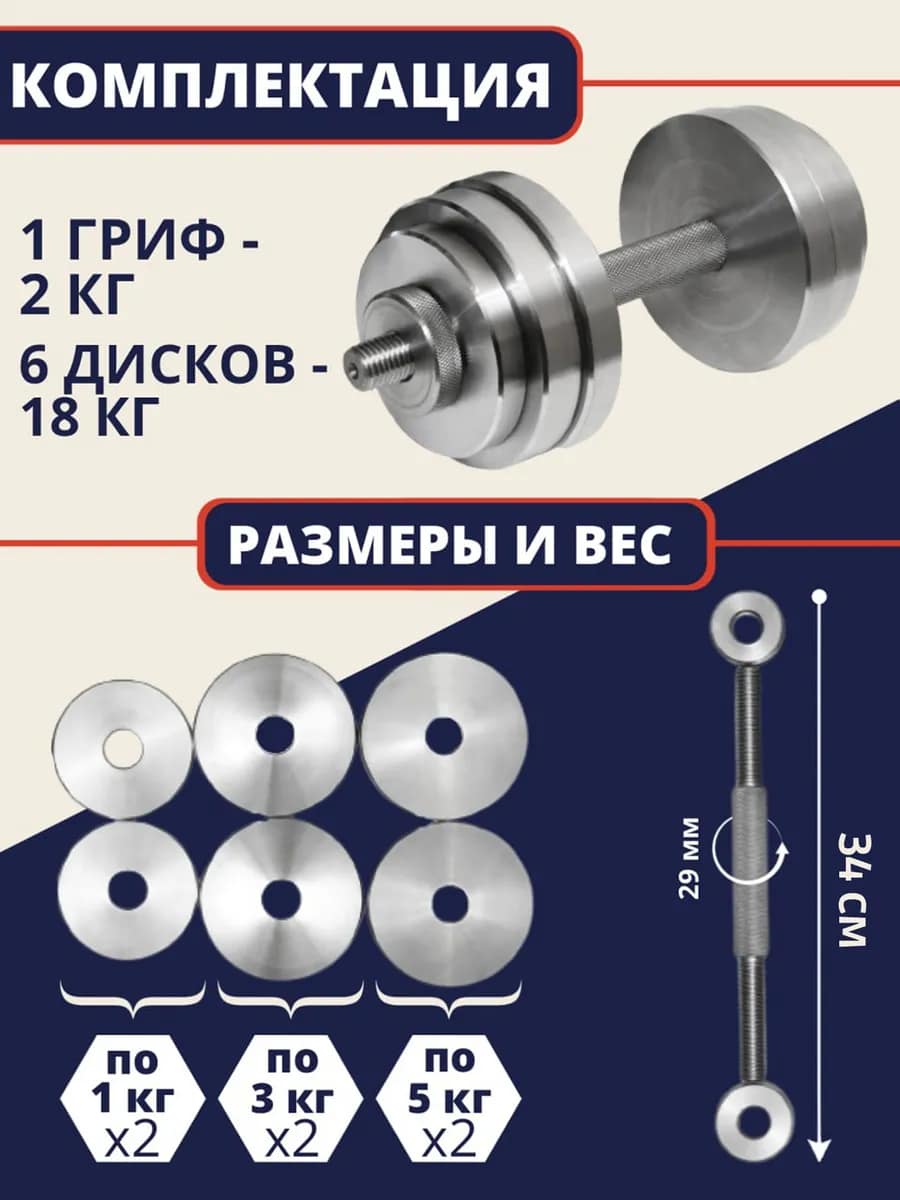 КОМПЛЕКТАЦИЯ
1 ГРИФ -
2 КГ
6 ДИСКОВ -
18 КГ
РАЗМЕРЫ И ВЕС
29 мм
34 см
по
1 кг
x2
по
3 кг
x2
по
5 кг
x2